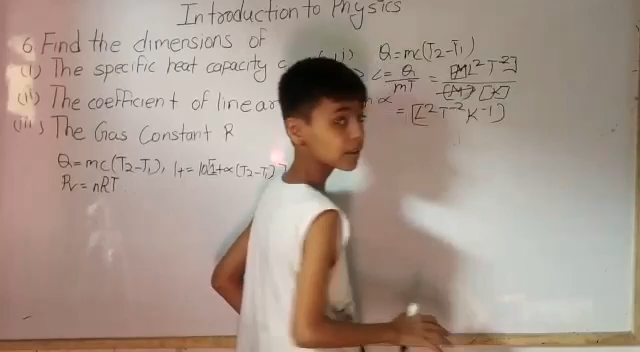 Introduction to Physics
6. Find the dimensions of
(i) The specific heat capacity c
(ii) The coefficient of linear α
(iii) The Gas Constant R
Q = mc(T2-T1), lt = l0[1+α(T2-T1)]
Pv = nRT
Q = mc(T2-T1)
c = Q/mT = [ML²T⁻²]/[M][K]
= [L²T⁻²K⁻¹]